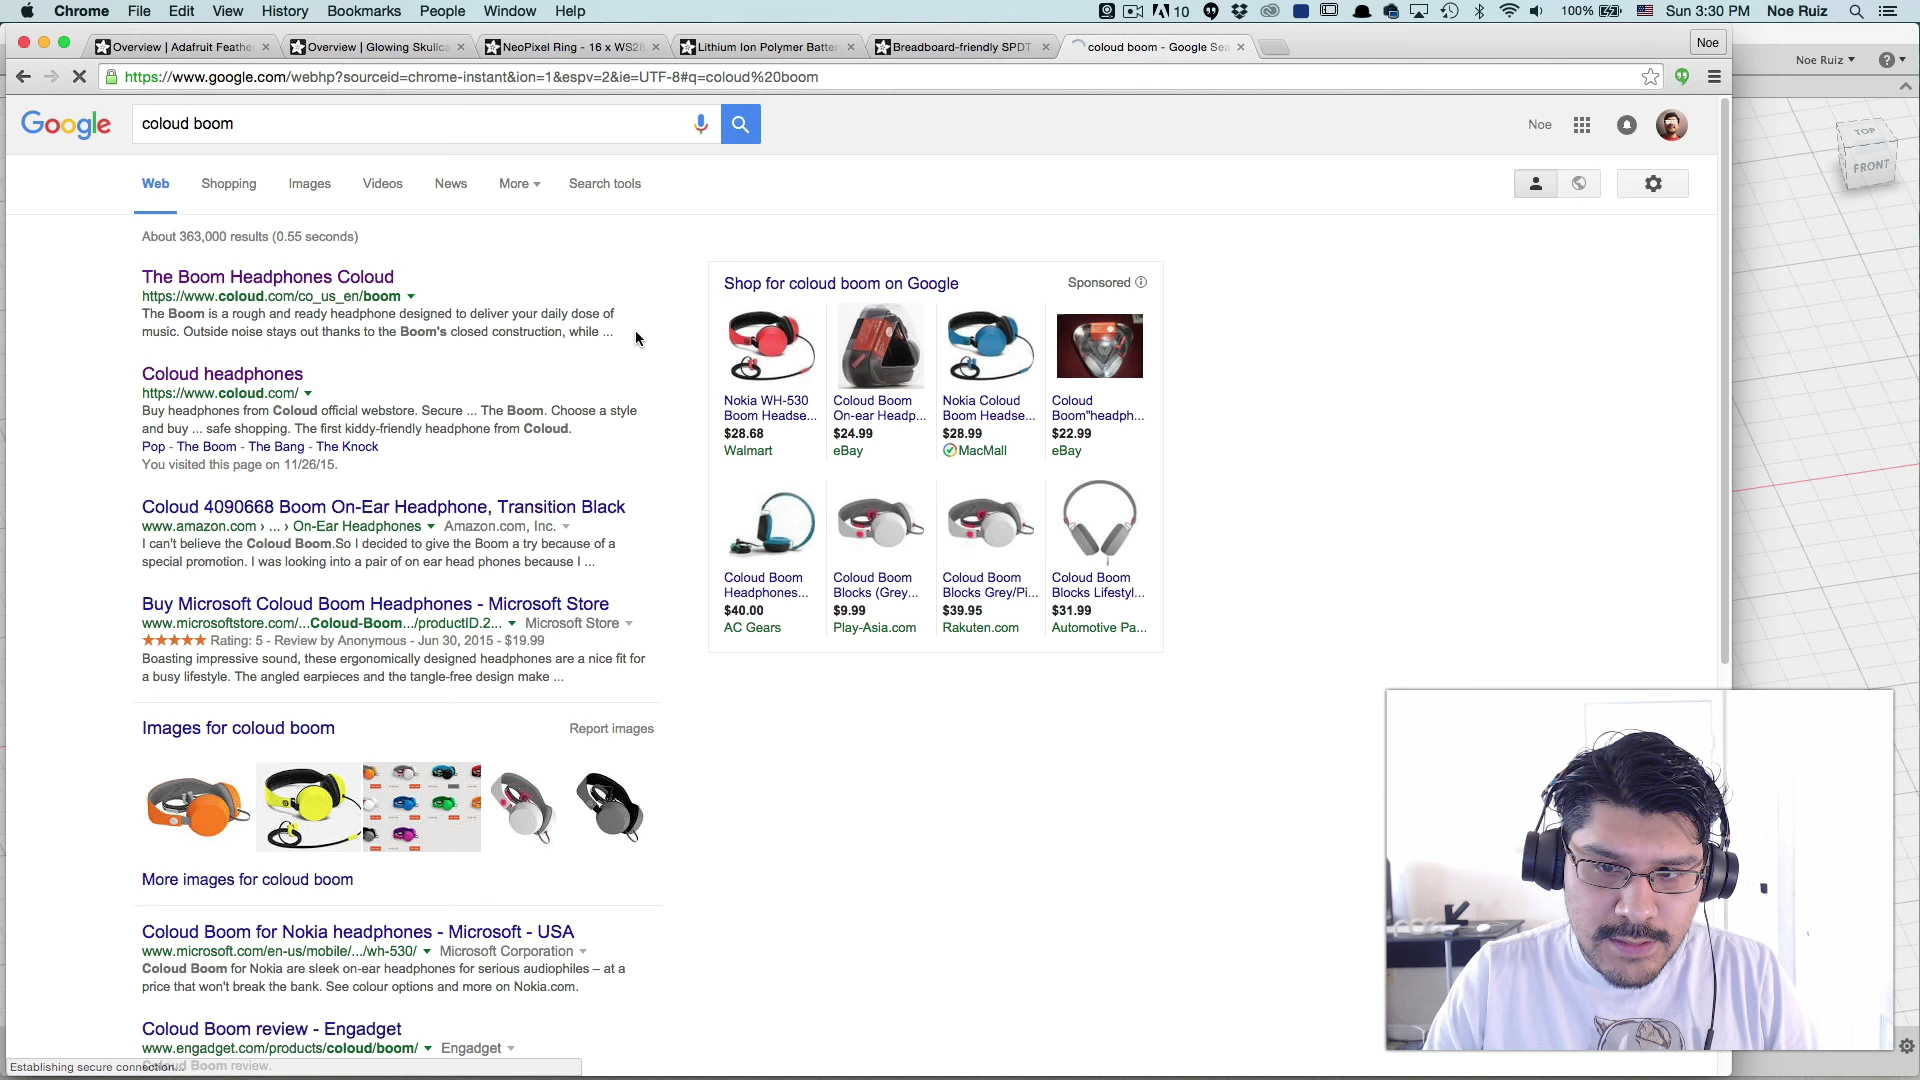 Chrome File Edit View History Bookmarks People Window Help 10 100% Sun 3:30 PM Noe Ruiz
Overview | Adafruit Feathe
Overview | Glowing Skullca
NeoPixel Ring - 16 x WS28
Lithium Ion Polymer Batter
Breadboard-friendly SPDT
coloud boom - Google Sea
Noe
Noe Ruiz
https://www.google.com/webhp?sourceid=chrome-instant&ion=1&espv=2&ie=UTF-8#q=coloud%20boom
Google
coloud boom
Noe
TOP
FRONT
Web Shopping Images Videos News More Search tools
About 363,000 results (0.55 seconds)
The Boom Headphones Coloud
https://www.coloud.com/co_us_en/boom
The Boom is a rough and ready headphone designed to deliver your daily dose of
music. Outside noise stays out thanks to the Boom's closed construction, while ...
Coloud headphones
https://www.coloud.com/
Buy headphones from Coloud official webstore. Secure ... The Boom. Choose a style
and buy ... safe shopping. The first kiddy-friendly headphone from Coloud.
Pop - The Boom - The Bang - The Knock
You visited this page on 11/26/15.
Coloud 4090668 Boom On-Ear Headphone, Transition Black
www.amazon.com › ... › On-Ear Headphones Amazon.com, Inc.
I can't believe the Coloud Boom.So I decided to give the Boom a try because of a
special promotion. I was looking into a pair of on ear head phones because I ...
Buy Microsoft Coloud Boom Headphones - Microsoft Store
www.microsoftstore.com/...Coloud-Boom.../productID.2... Microsoft Store
Rating: 5 - Review by Anonymous - Jun 30, 2015 - $19.99
Boasting impressive sound, these ergonomically designed headphones are a nice fit for
a busy lifestyle. The angled earpieces and the tangle-free design make ...
Images for coloud boom
Report images
More images for coloud boom
Coloud Boom for Nokia headphones - Microsoft - USA
www.microsoft.com/en-us/mobile/.../wh-530/ Microsoft Corporation
Coloud Boom for Nokia are sleek on-ear headphones for serious audiophiles – at a
price that won't break the bank. See colour options and more on Nokia.com.
Coloud Boom review - Engadget
www.engadget.com/products/coloud/boom/ Engadget
Coloud Boom review.
Establishing secure connection...
Shop for coloud boom on Google
Sponsored
Nokia WH-530
Boom Headse...
$28.68
Walmart
Coloud Boom
On-ear Headp...
$24.99
eBay
Nokia Coloud
Boom Headse...
$28.99
MacMall
Coloud
Boom"headph...
$22.99
eBay
Coloud Boom
Headphones...
$40.00
AC Gears
Coloud Boom
Blocks (Grey...
$9.99
Play-Asia.com
Coloud Boom
Blocks Grey/Pi...
$39.95
Rakuten.com
Coloud Boom
Blocks Lifestyl...
$31.99
Automotive Pa...